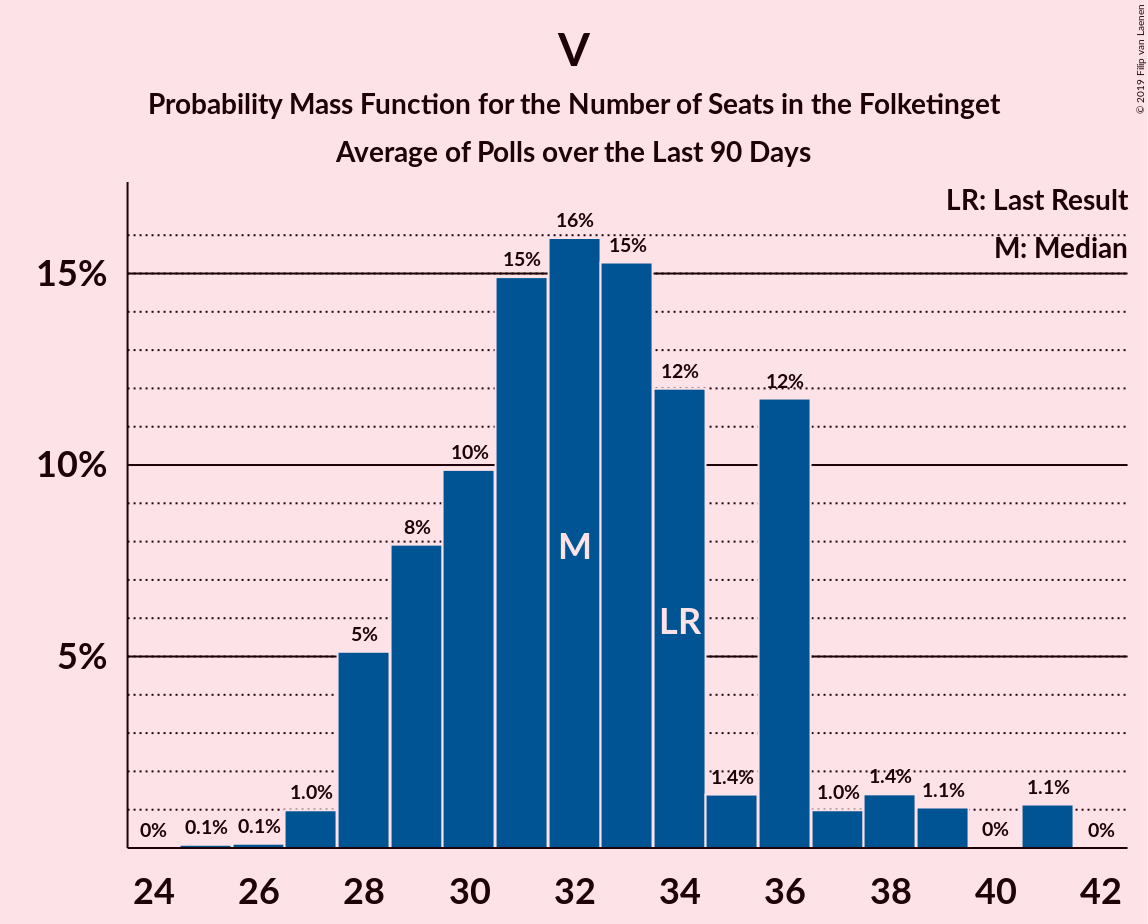 V
Probability Mass Function for the Number of Seats in the Folketinget
Average of Polls over the Last 90 Days
© 2019 Filip van Laenen
LR: Last Result
M: Median
15%
10%
5%
0%
0.1%
0.1%
1.0%
5%
8%
10%
15%
16%
15%
12%
1.4%
12%
1.0%
1.4%
1.1%
0%
1.1%
0%
M
LR
24 26 28 30 32 34 36 38 40 42